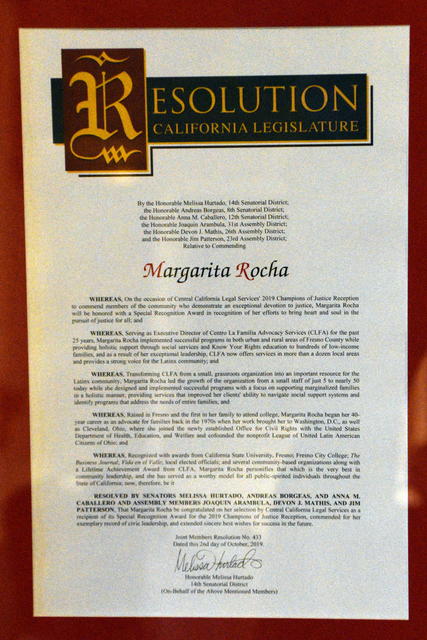 RESOLUTION
CALIFORNIA LEGISLATURE
By the Honorable Melissa Hurtado, 14th Senatorial District;
the Honorable Andreas Borgeas, 8th Senatorial District;
the Honorable Anna M. Caballero, 12th Senatorial District;
the Honorable Joaquin Arambula, 31st Assembly District;
the Honorable Devon J. Mathis, 26th Assembly District;
and the Honorable Jim Patterson, 23rd Assembly District;
Relative to Commending
Margarita Rocha
WHEREAS, On the occasion of Central California Legal Services' 2019 Champions of Justice Reception
to commend members of the community who demonstrate an exceptional devotion to justice, Margarita Rocha
will be honored with a Special Recognition Award in recognition of her efforts to bring heart and soul in the
pursuit of justice for all; and
WHEREAS, Serving as Executive Director of Centro La Familia Advocacy Services (CLFA) for the past
25 years, Margarita Rocha implemented successful programs in both urban and rural areas of Fresno County while
providing holistic support through social services and Know Your Rights education to hundreds of low-income
families, and as a result of her exceptional leadership, CLFA now offers services in more than a dozen local areas
and provides a strong voice for the Latinx community; and
WHEREAS, Transforming CLFA from a small, grassroots organization into an important resource for the
Latinx community, Margarita Rocha led the growth of the organization from a small staff of just 5 to nearly 50
today while she designed and implemented successful programs with a focus on supporting marginalized families
in a holistic manner, providing services that improved her clients' ability to navigate social support systems and
identify programs that address the needs of entire families; and
WHEREAS, Raised in Fresno and the first in her family to attend college, Margarita Rocha began her 40-
year career as an advocate for families back in the 1970s when her work brought her to Washington, D.C., as well
as Cleveland, Ohio, where she joined the newly established Office for Civil Rights with the United States
Department of Health, Education, and Welfare and cofounded the nonprofit League of United Latin American
Citizens of Ohio; and
WHEREAS, Recognized with awards from California State University, Fresno; Fresno City College; The
Business Journal, Vida en el Valle; local elected officials; and several community-based organizations along with
a Lifetime Achievement Award from CLFA, Margarita Rocha personifies that which is the very best in
community leadership, and she has served as a worthy model for all public-spirited individuals throughout the
State of California; now, therefore, be it
RESOLVED BY SENATORS MELISSA HURTADO, ANDREAS BORGEAS, AND ANNA M.
CABALLERO AND ASSEMBLY MEMBERS JOAQUIN ARAMBULA, DEVON J. MATHIS, AND JIM
PATTERSON, That Margarita Rocha be congratulated on her selection by Central California Legal Services as a
recipient of its Special Recognition Award for the 2019 Champions of Justice Reception, commended for her
exemplary record of civic leadership, and extended sincere best wishes for success in the future.
Joint Members Resolution No. 433
Dated this 2nd day of October, 2019.
Melissa Hurtado
Honorable Melissa Hurtado
14th Senatorial District
(On-Behalf of the Above Mentioned Members)